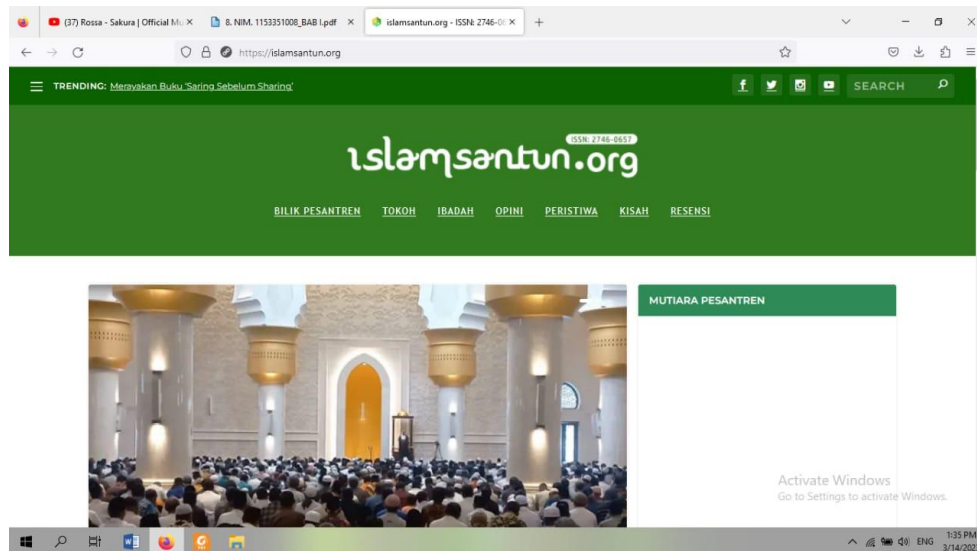 (37) Rossa - Sakura | Official Mu
8. NIM. 1153351008_BAB I.pdf
islamsantun.org - ISSN: 2746-06
https://islamsantun.org
TRENDING: Merayakan Buku 'Saring Sebelum Sharing'
SEARCH
ISSN: 2746-0657
islamsantun.org
BILIK PESANTREN TOKOH IBADAH OPINI PERISTIWA KISAH RESENSI
MUTIARA PESANTREN
Activate Windows
Go to Settings to activate Windows.
ENG
1:35 PM
3/14/202